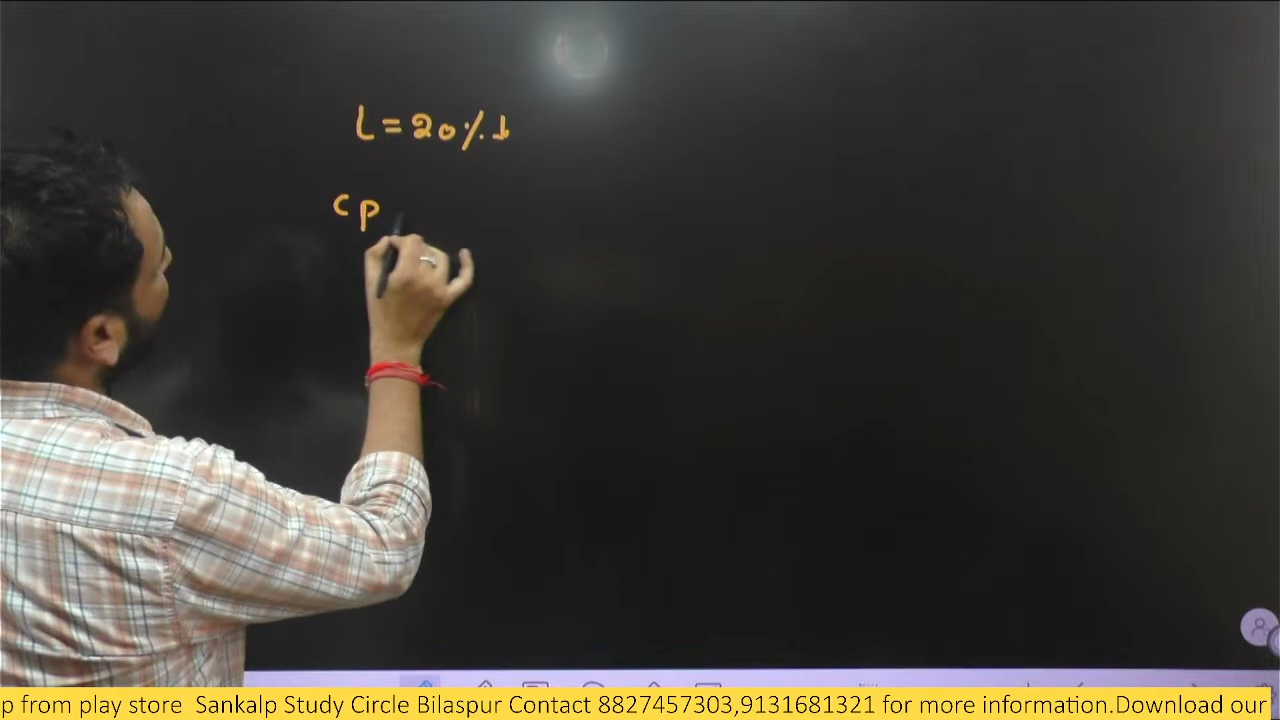 L = 20% ↓
CP
p from play store Sankalp Study Circle Bilaspur Contact 8827457303,9131681321 for more information.Download our